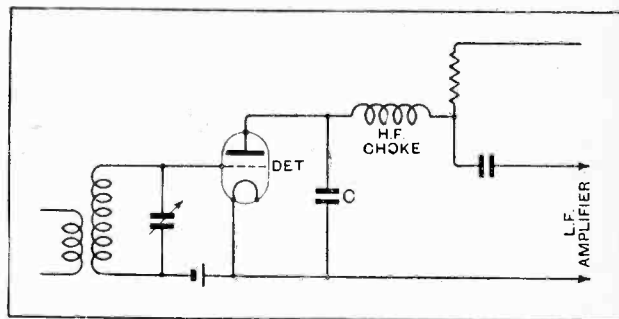 DET
H.F.
CHOKE
C
L.F.
AMPLIFIER